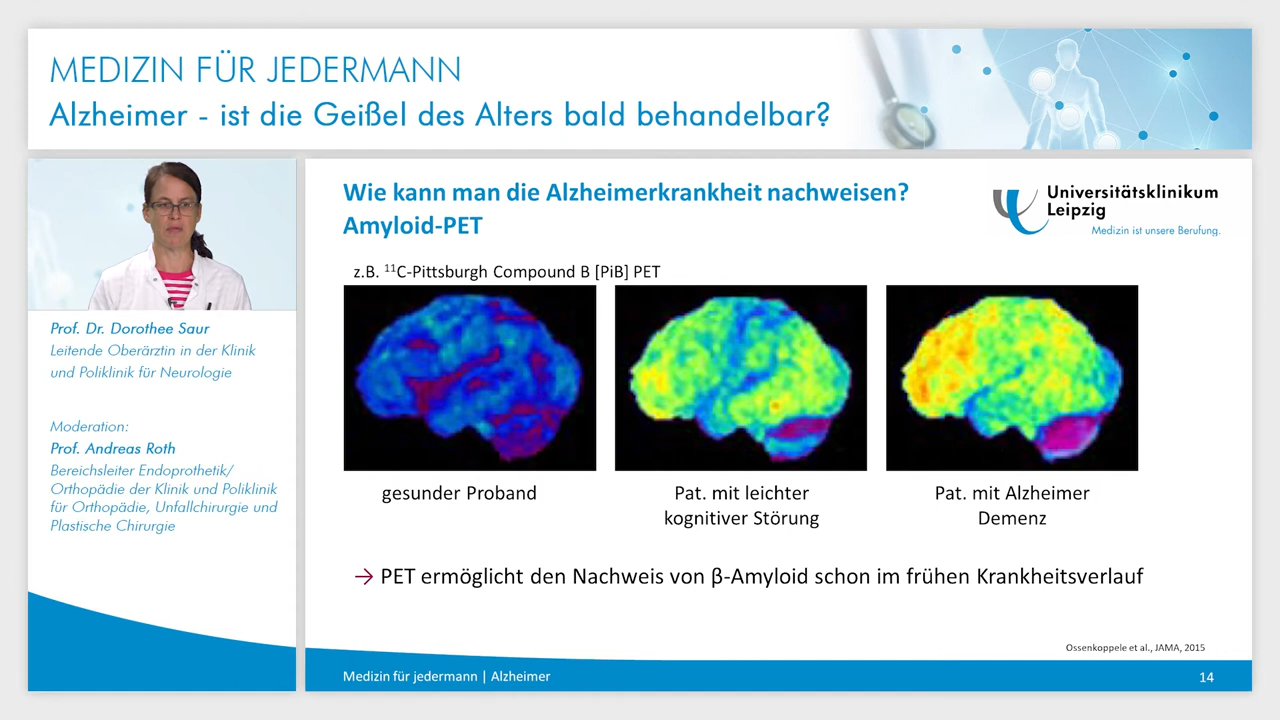 MEDIZIN FÜR JEDERMANN
Alzheimer - ist die Geißel des Alters bald behandelbar?
Prof. Dr. Dorothee Saur
Leitende Oberärztin in der Klinik
und Poliklinik für Neurologie
Moderation:
Prof. Andreas Roth
Bereichsleiter Endoprothetik/
Orthopädie der Klinik und Poliklinik
für Orthopädie, Unfallchirurgie und
Plastische Chirurgie
Wie kann man die Alzheimerkrankheit nachweisen?
Amyloid-PET
Universitätsklinikum
Leipzig
Medizin ist unsere Berufung.
z.B. ¹¹C-Pittsburgh Compound B [PiB] PET
gesunder Proband
Pat. mit leichter
kognitiver Störung
Pat. mit Alzheimer
Demenz
→ PET ermöglicht den Nachweis von β-Amyloid schon im frühen Krankheitsverlauf
Ossenkoppele et al., JAMA, 2015
Medizin für jedermann | Alzheimer
14